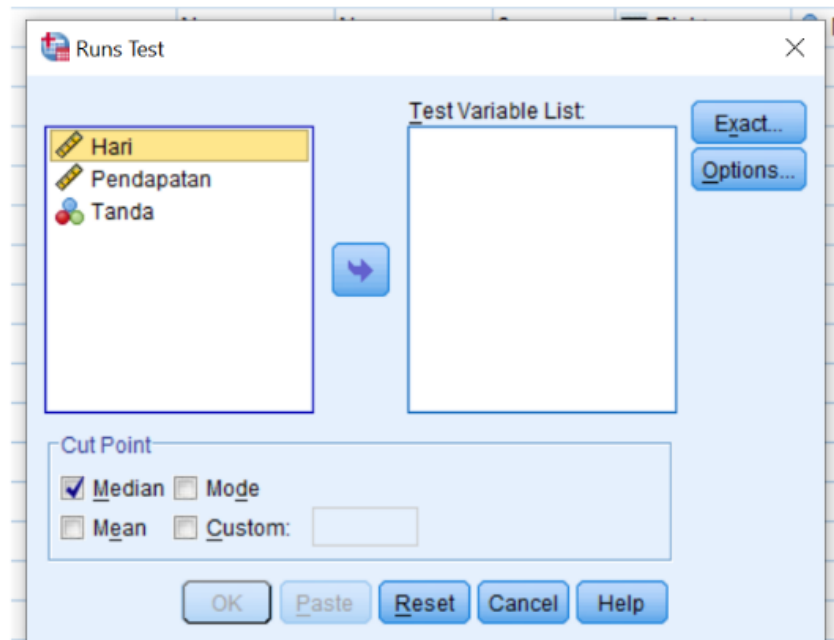 Runs Test
Test Variable List:
Hari
Pendapatan
Tanda
Exact...
Options...
Cut Point
Median Mode
Mean Custom:
OK Paste Reset Cancel Help